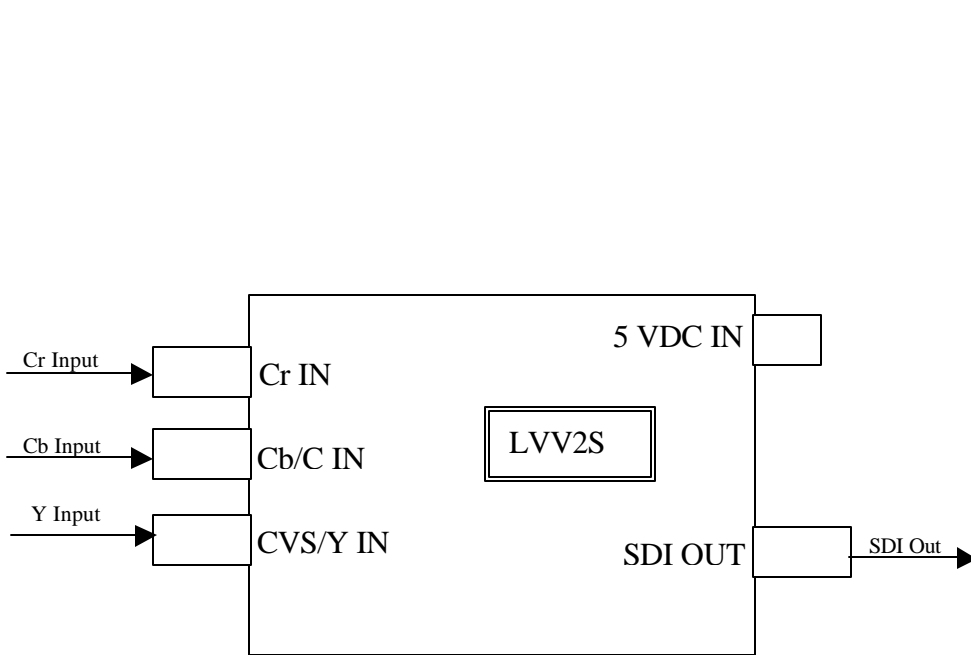 5 VDC IN
Cr Input
Cr IN
LVV2S
Cb Input
Cb/C IN
Y Input
CVS/Y IN
SDI OUT
SDI Out